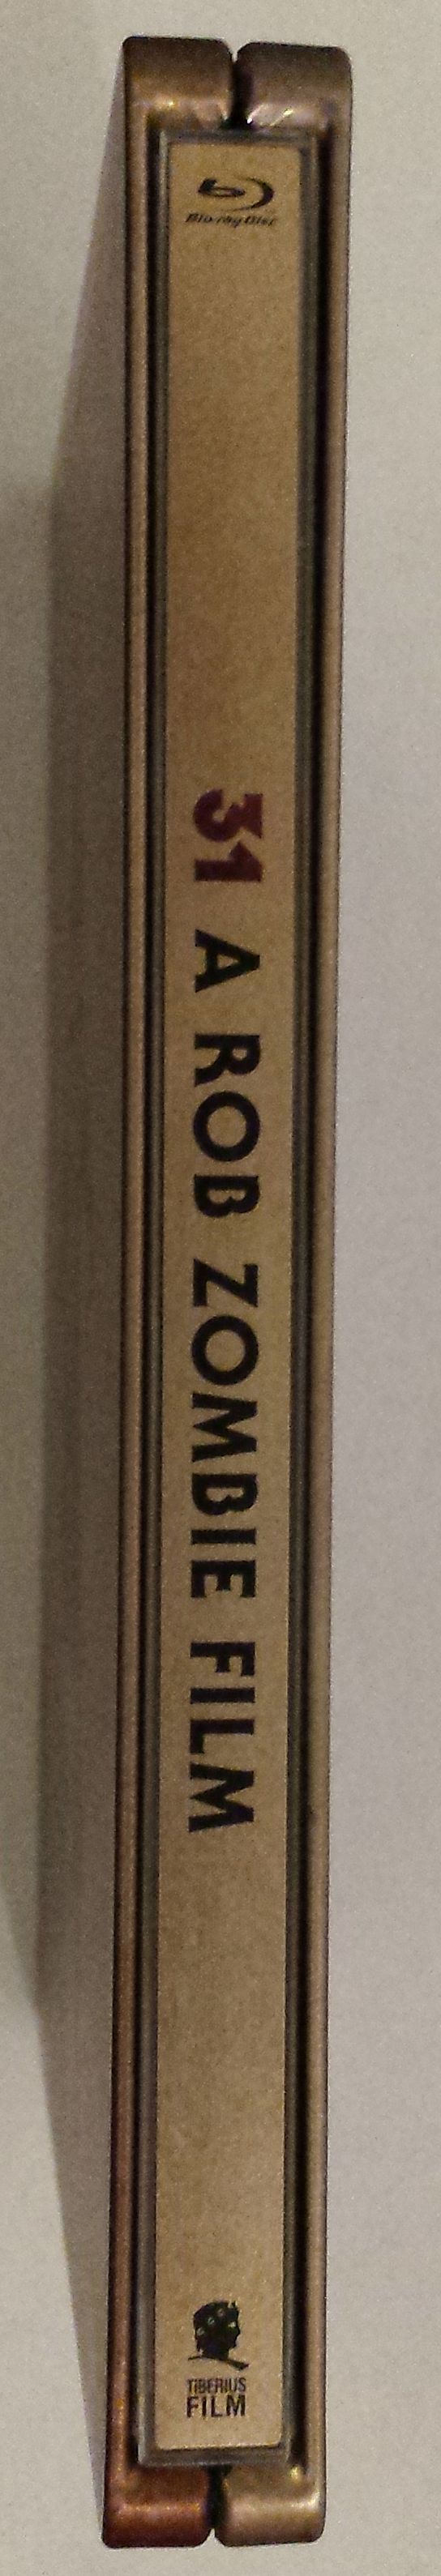 Blu-ray Disc
31 A ROB ZOMBIE FILM
TiBERIUS
FILM